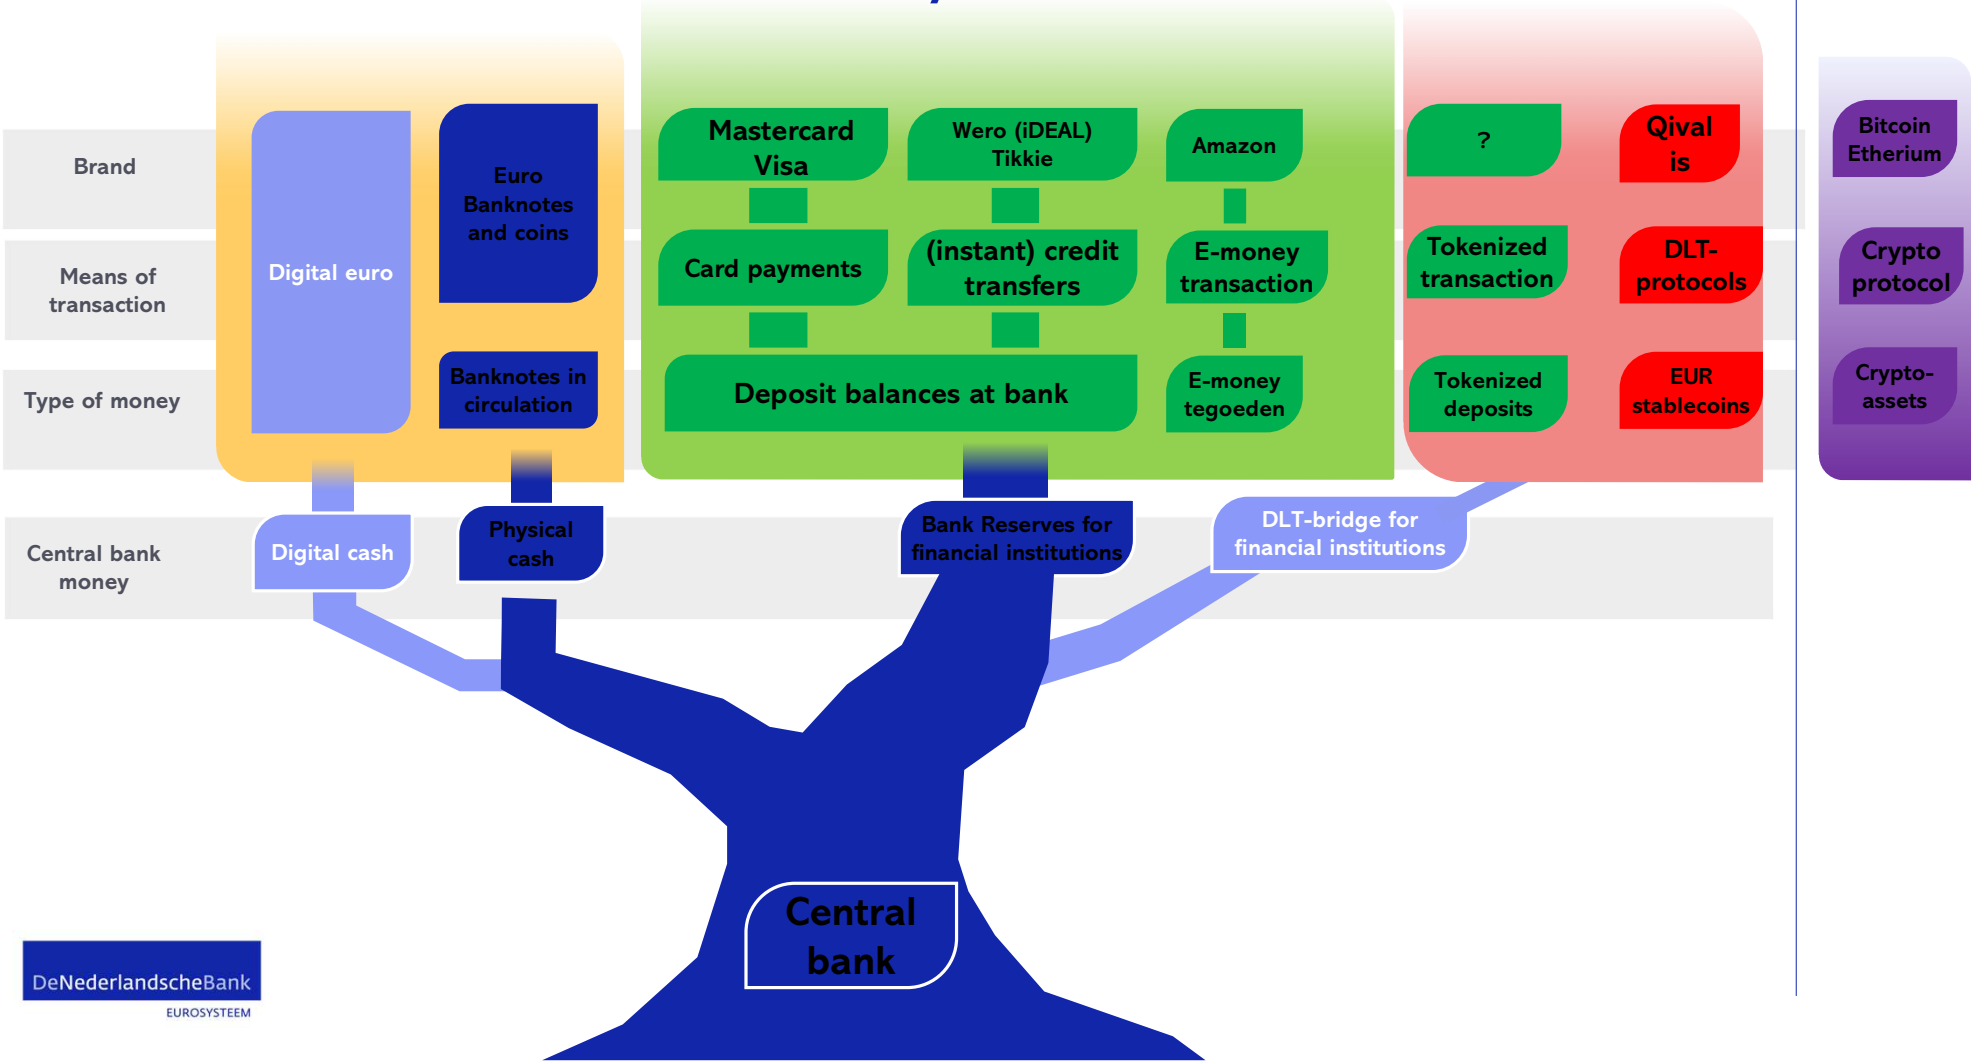 Brand
Means of
transaction
Type of money
Central bank
money
Digital euro
Euro
Banknotes
and coins
Banknotes in
circulation
Mastercard
Visa
Wero (iDEAL)
Tikkie
Amazon
Card payments
(instant) credit
transfers
E-money
transaction
Deposit balances at bank
E-money
tegoeden
?
Qival
is
Tokenized
transaction
DLT-
protocols
Tokenized
deposits
EUR
stablecoins
Bitcoin
Etherium
Crypto
protocol
Crypto-
assets
Digital cash
Physical
cash
Bank Reserves for
financial institutions
DLT-bridge for
financial institutions
Central
bank
DeNederlandscheBank
EUROSYSTEEM